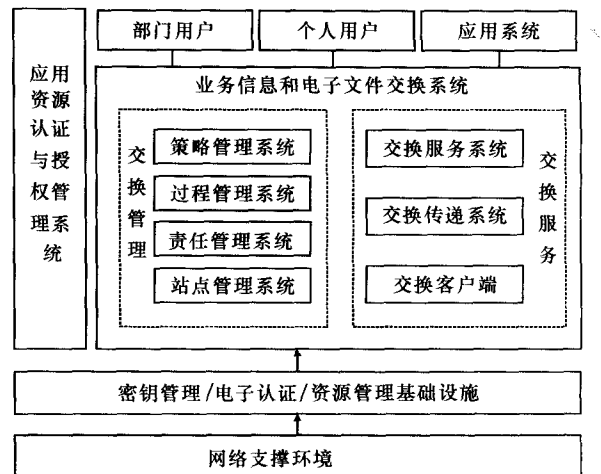 部门用户
个人用户
应用系统
应用
资源
认证
与授
权管
理系
统
业务信息和电子文件交换系统
交
换
管
理
策略管理系统
过程管理系统
责任管理系统
站点管理系统
交换服务系统
交换传递系统
交换客户端
交
换
服
务
密钥管理/电子认证/资源管理基础设施
网络支撑环境